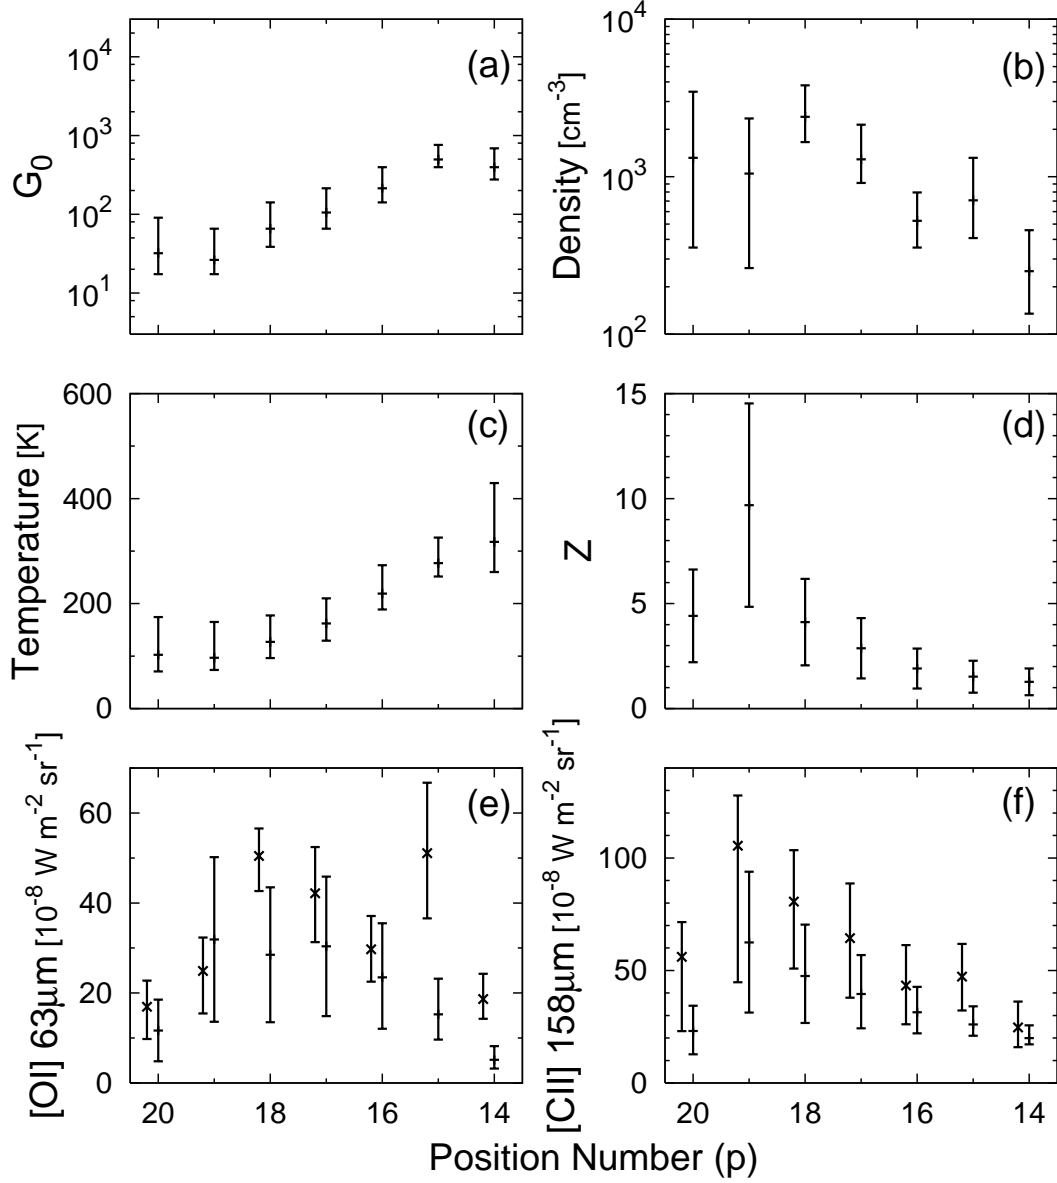 G0
10^4
10^3
10^2
10^1
(a)
Density [cm^-3]
10^4
10^3
10^2
(b)
Temperature [K]
600
400
200
0
(c)
Z
15
10
5
0
(d)
[OI] 63μm [10^-8 W m^-2 sr^-1]
60
40
20
0
(e)
20 18 16 14
[CII] 158μm [10^-8 W m^-2 sr^-1]
100
50
0
(f)
20 18 16 14
Position Number (p)